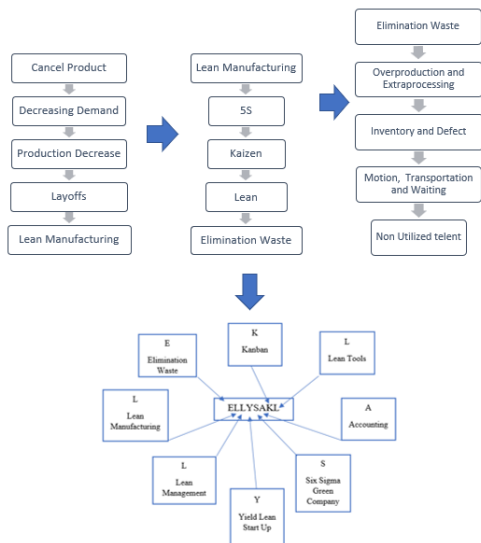 Cancel Product
Decreasing Demand
Production Decrease
Layoffs
Lean Manufacturing
Lean Manufacturing
5S
Kaizen
Lean
Elimination Waste
Elimination Waste
Overproduction and
Extraprocessing
Inventory and Defect
Motion, Transportation
and Waiting
Non Utilized telent
K
Kanban
E
Elimination
Waste
L
Lean Tools
ELLYSAKL
L
Lean
Manufacturing
A
Accounting
L
Lean
Management
S
Six Sigma
Green
Company
Y
Yield Lean
Start Up